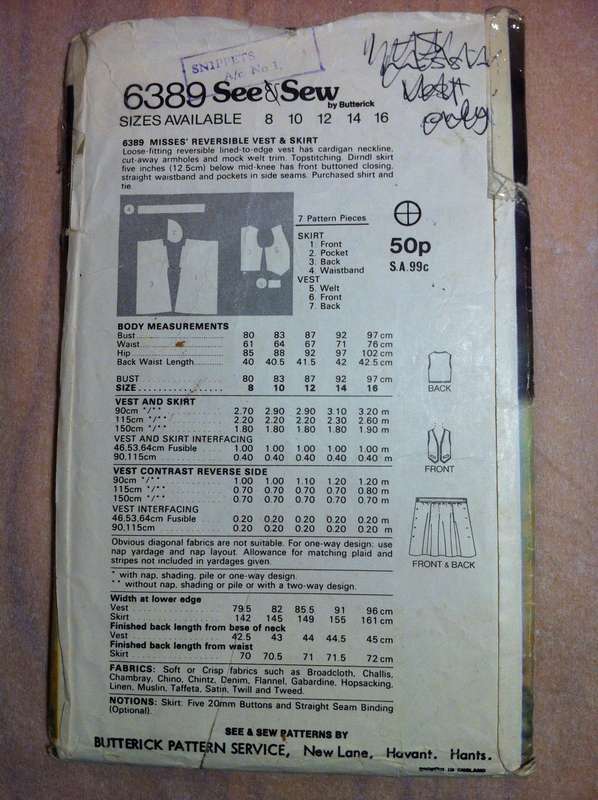 SNIPPETS
A/c No 1.
6389 See & Sew
by Butterick
SIZES AVAILABLE 8 10 12 14 16
6389 MISSES' REVERSIBLE VEST & SKIRT
Loose-fitting reversible lined-to-edge vest has cardigan neckline,
cut-away armholes and mock welt trim. Topstitching. Dirndl skirt
five inches (12.5cm) below mid-knee has front buttoned closing,
straight waistband and pockets in side seams. Purchased shirt and
tie.
7 Pattern Pieces
SKIRT
1. Front
2. Pocket
3. Back
4. Waistband
VEST
5. Welt
6. Front
7. Back
50p
S.A. 99c
BODY MEASUREMENTS
Bust 80 83 87 92 97 cm
Waist 61 64 67 71 76 cm
Hip 85 88 92 97 102 cm
Back Waist Length 40 40.5 41.5 42 42.5 cm
BUST 80 83 87 92 97 cm
SIZE 8 10 12 14 16
VEST AND SKIRT
90cm */** 2.70 2.90 2.90 3.10 3.20 m
115cm */** 2.20 2.20 2.20 2.30 2.60 m
150cm */** 1.80 1.80 1.80 1.80 1.90 m
VEST AND SKIRT INTERFACING
46,53,64cm Fusible 1.00 1.00 1.00 1.00 1.00 m
90,115cm 0.40 0.40 0.40 0.40 0.40 m
VEST CONTRAST REVERSE SIDE
90cm */** 1.00 1.00 1.10 1.20 1.20 m
115cm */** 0.70 0.70 0.70 0.70 0.80 m
150cm */** 0.70 0.70 0.70 0.70 0.70 m
VEST INTERFACING
46,53,64cm Fusible 0.20 0.20 0.20 0.20 0.20 m
90,115cm 0.20 0.20 0.20 0.20 0.20 m
Obvious diagonal fabrics are not suitable. For one-way design: use
nap yardage and nap layout. Allowance for matching plaid and
stripes not included in yardages given.
* with nap, shading, pile or one-way design.
** without nap, shading or pile or with a two-way design.
Width at lower edge
Vest 79.5 82 85.5 91 96 cm
Skirt 142 145 149 155 161 cm
Finished back length from base of neck
Vest 42.5 43 44 44.5 45 cm
Finished back length from waist
Skirt 70 70.5 71 71.5 72 cm
FABRICS: Soft or Crisp fabrics such as Broadcloth, Challis,
Chambray, Chino, Chintz, Denim, Flannel, Gabardine, Hopsacking,
Linen, Muslin, Taffeta, Satin, Twill and Tweed.
NOTIONS: Skirt: Five 20mm Buttons and Straight Seam Binding
(Optional).
BACK
FRONT
FRONT & BACK
SEE & SEW PATTERNS BY
BUTTERICK PATTERN SERVICE, New Lane, Havant. Hants.